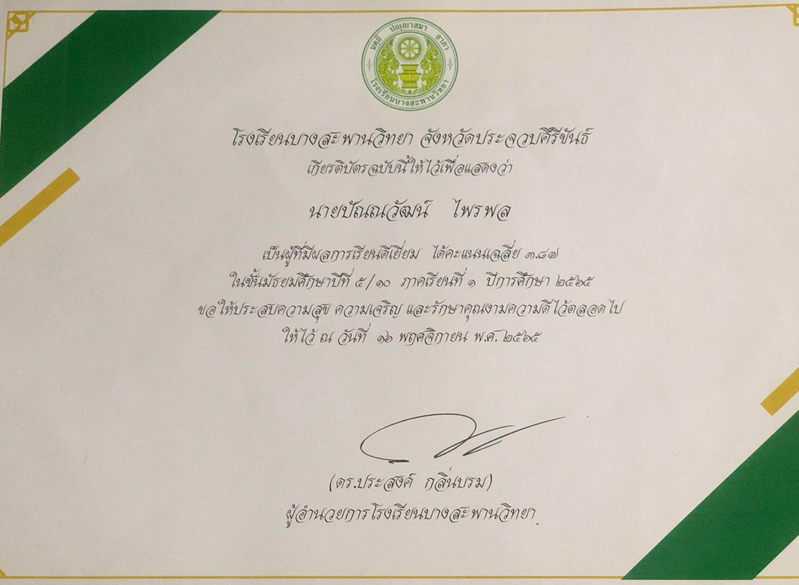 นตฺถิ ปัญญาสมา อาภา
โรงเรียนบางสะพานวิทยา
โรงเรียนบางสะพานวิทยา จังหวัดประจวบคีรีขันธ์
เกียรติบัตรฉบับนี้ให้ไว้เพื่อแสดงว่า
นายปัณณวัฒน์ ไพรพล
เป็นผู้ที่มีผลการเรียนดีเยี่ยม ได้คะแนนเฉลี่ย ๓.๘๗
ในชั้นมัธยมศึกษาปีที่ ๕/๑๐ ภาคเรียนที่ ๑ ปีการศึกษา ๒๕๖๕
ขอให้ประสบความสุข ความเจริญ และรักษาคุณงามความดีไว้ตลอดไป
ให้ไว้ ณ วันที่ ๑๖ พฤศจิกายน พ.ศ. ๒๕๖๕
(ดร.ประสงค์ กลิ่นบรม)
ผู้อำนวยการโรงเรียนบางสะพานวิทยา